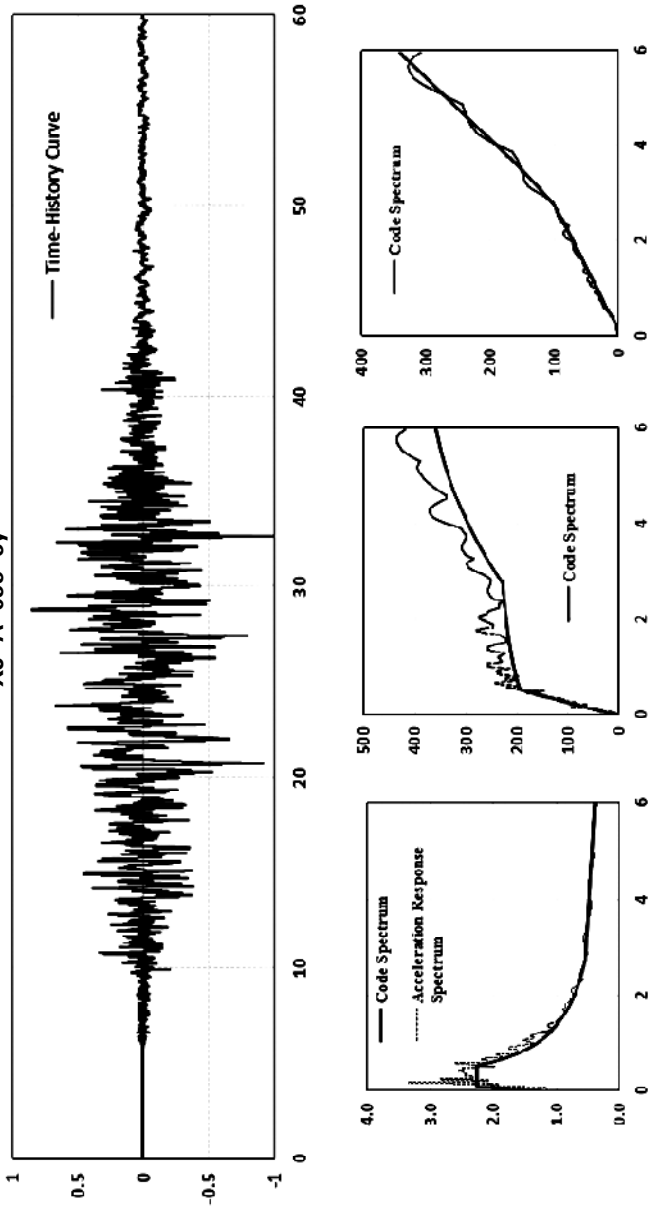 Time-History Curve
1
0.5
0
-0.5
-1
0 10 20 30 40 50 60
Code Spectrum
Acceleration Response
Spectrum
4.0
3.0
2.0
1.0
0.0
0 2 4 6
500
400
300
200
100
0
Code Spectrum
0 2 4 6
Code Spectrum
400
300
200
100
0
0 2 4 6